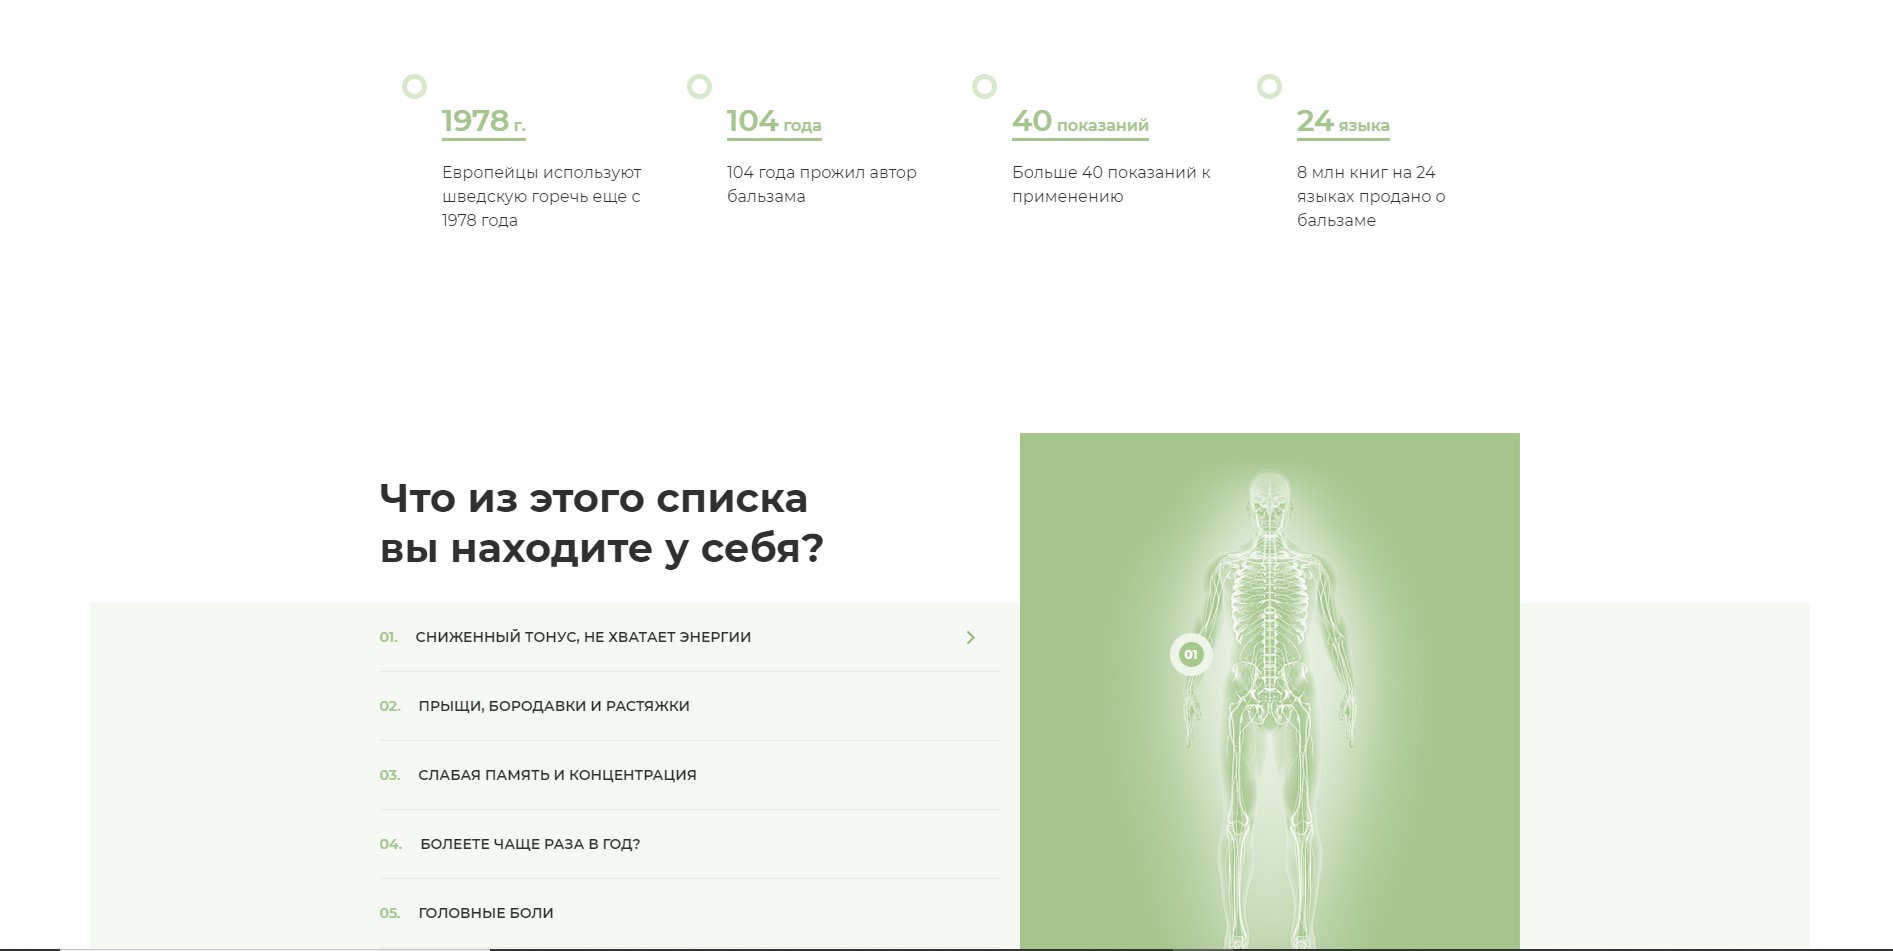 1978 г.
Европейцы используют
шведскую горечь еще с
1978 года
104 года
104 года прожил автор
бальзама
40 показаний
Больше 40 показаний к
применению
24 языка
8 млн книг на 24
языках продано о
бальзаме
Что из этого списка
вы находите у себя?
01. СНИЖЕННЫЙ ТОНУС, НЕ ХВАТАЕТ ЭНЕРГИИ
02. ПРЫЩИ, БОРОДАВКИ И РАСТЯЖКИ
03. СЛАБАЯ ПАМЯТЬ И КОНЦЕНТРАЦИЯ
04. БОЛЕЕТЕ ЧАЩЕ РАЗА В ГОД?
05. ГОЛОВНЫЕ БОЛИ
01